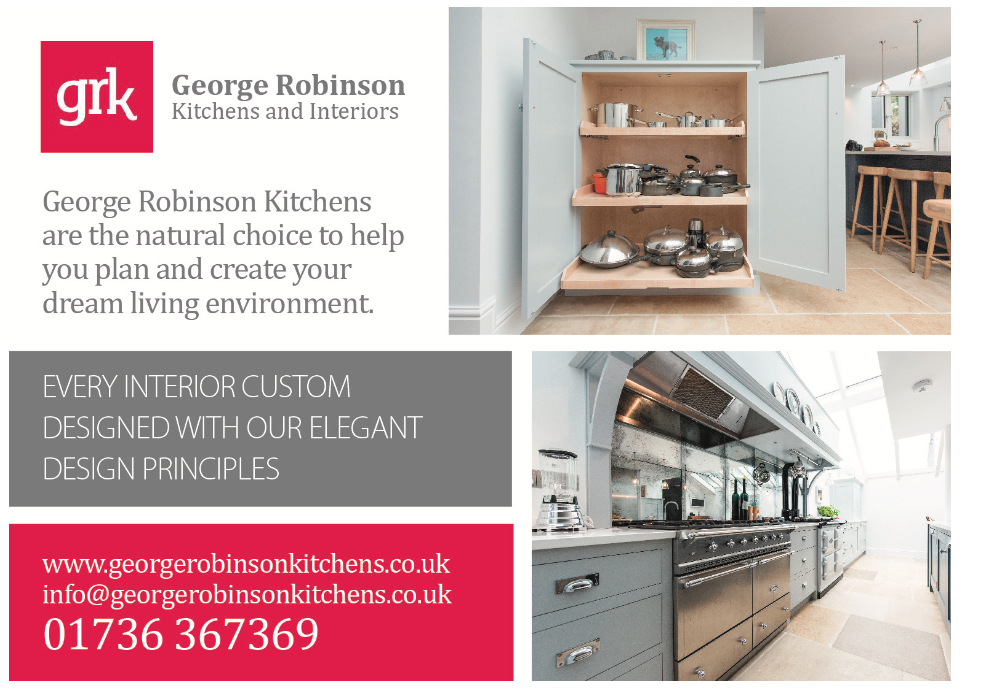 grk
George Robinson
Kitchens and Interiors
George Robinson Kitchens
are the natural choice to help
you plan and create your
dream living environment.
EVERY INTERIOR CUSTOM
DESIGNED WITH OUR ELEGANT
DESIGN PRINCIPLES
www.georgerobinsonkitchens.co.uk
info@georgerobinsonkitchens.co.uk
01736 367369